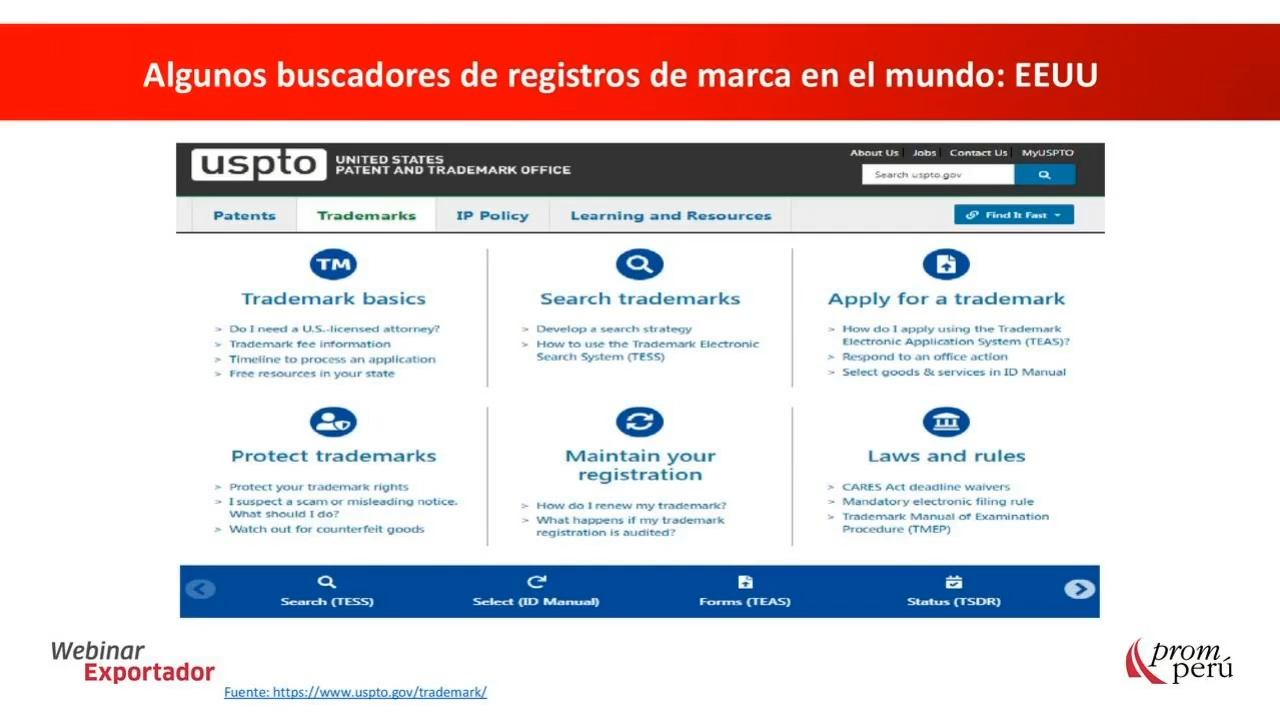 Algunos buscadores de registros de marca en el mundo: EEUU
uspto
UNITED STATES
PATENT AND TRADEMARK OFFICE
About Us
Jobs
Contact Us
MyUSPTO
Search uspto.gov
Patents
Trademarks
IP Policy
Learning and Resources
Find It Fast
TM
Trademark basics
> Do I need a U.S.-licensed attorney?
> Trademark fee information
> Timeline to process an application
> Free resources in your state
Search trademarks
> Develop a search strategy
> How to use the Trademark Electronic
Search System (TESS)
Apply for a trademark
> How do I apply using the Trademark
Electronic Application System (TEAS)?
> Respond to an office action
> Select goods & services in ID Manual
Protect trademarks
> Protect your trademark rights
> I suspect a scam or misleading notice.
What should I do?
> Watch out for counterfeit goods
Maintain your
registration
> How do I renew my trademark?
> What happens if my trademark
registration is audited?
Laws and rules
> CARES Act deadline waivers
> Mandatory electronic filing rule
> Trademark Manual of Examination
Procedure (TMEP)
Search (TESS)
Select (ID Manual)
Forms (TEAS)
Status (TSDR)
Webinar
Exportador
Fuente: https://www.uspto.gov/trademark/
prom
perú